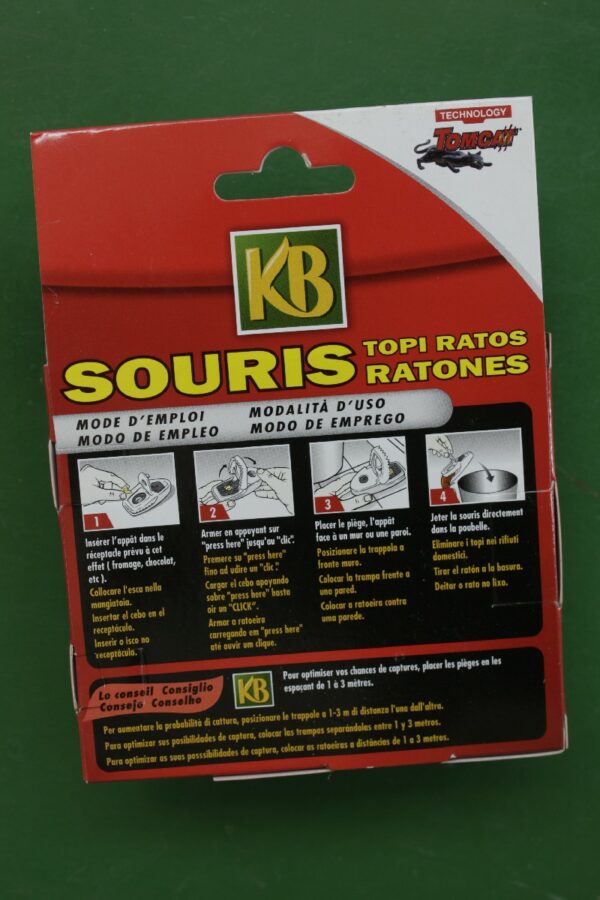 TECHNOLOGY
TOMCAT
KB
SOURIS TOPI RATOS
RATONES
MODE D'EMPLOI MODALITÀ D'USO
MODO DE EMPLEO MODO DE EMPREGO
1
Insérer l'appât dans le
réceptacle prévu à cet
effet ( fromage, chocolat,
etc ).
Collocare l'esca nella
mangiatoia.
Insertar el cebo en el
receptáculo.
Inserir o isco no
receptáculo.
2
Armer en appuyant sur
"press here" jusqu'au "clic".
Premere su "press here"
fino ad udire un "clic".
Cargar el cebo apoyando
sobre "press here" hasta
oir un "CLICK".
Armar a ratoeira
carregando em "press here"
até ouvir um clique.
3
Placer le piège, l'appât
face à un mur ou une paroi.
Posizionare la trappola a
fronte muro.
Colocar la trampa frente a
una pared.
Colocar a ratoeira contra
uma parede.
4
Jeter la souris directement
dans la poubelle.
Eliminare i topi nei rifiuti
domestici.
Tirar el ratón a la basura.
Deitar o rato no lixo.
Lo conseil Consiglio
Consejo Conselho
KB
Pour optimiser vos chances de captures, placer les pièges en les
espaçant de 1 à 3 mètres.
Per aumentare la probabilità di cattura, posizionare le trappole a 1-3 m di distanza l'una dall'altra.
Para optimizar sus posibilidades de captura, colocar las trampas separándolas entre 1 y 3 metros.
Para optimizar as suas posssibilidades de captura, colocar as ratoeiras a distâncias de 1 a 3 metros.